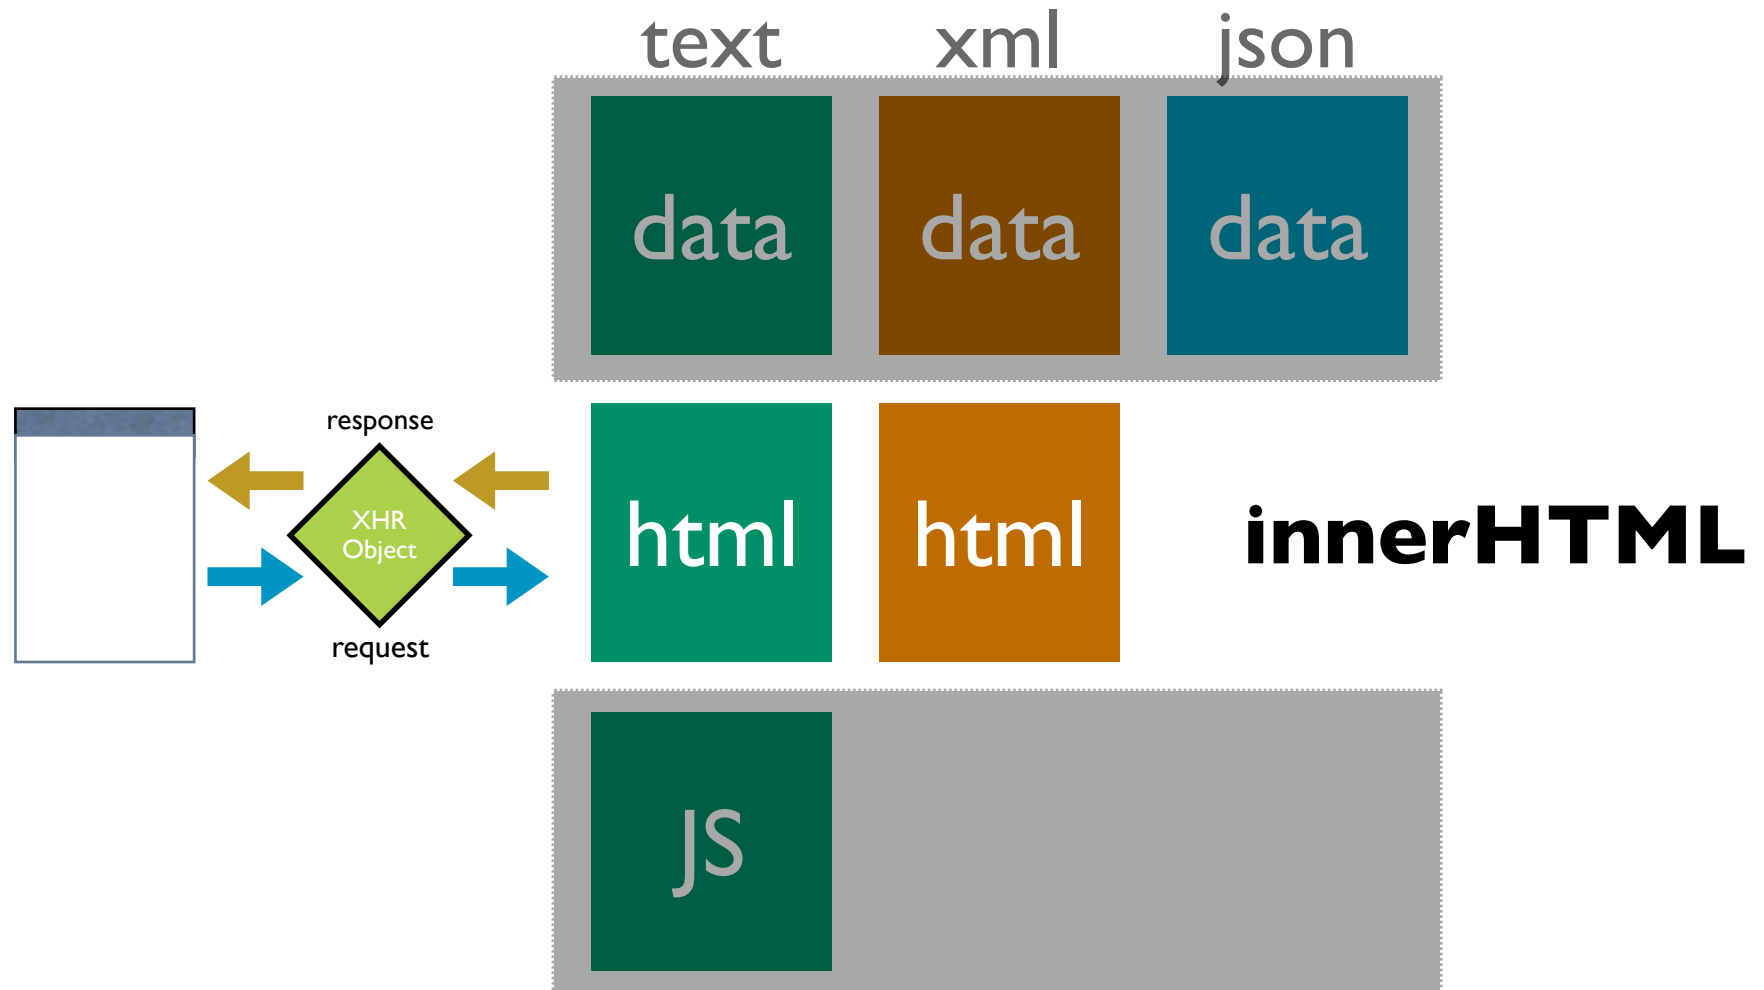 text xml json
data data data
response
XHR
Object
request
html html
innerHTML
JS